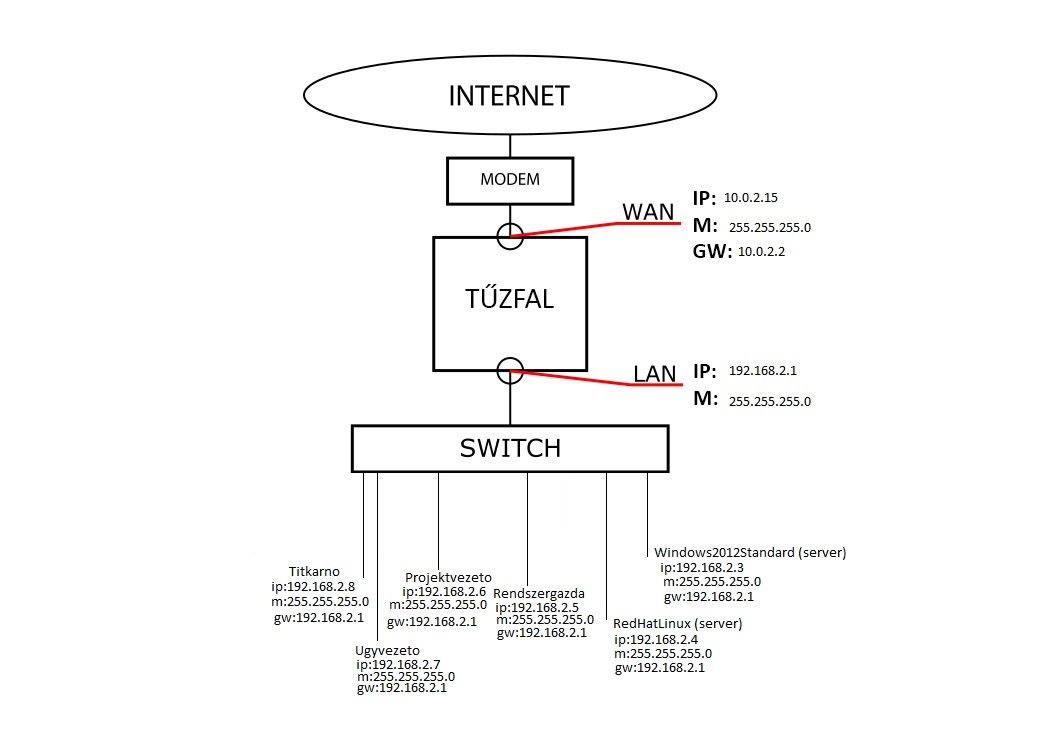 INTERNET
MODEM
WAN
IP: 10.0.2.15
M: 255.255.255.0
GW: 10.0.2.2
TŰZFAL
LAN
IP: 192.168.2.1
M: 255.255.255.0
SWITCH
Titkarno
ip:192.168.2.8
m:255.255.255.0
gw:192.168.2.1
Ugyvezeto
ip:192.168.2.7
m:255.255.255.0
gw:192.168.2.1
Projektvezeto
ip:192.168.2.6
m:255.255.255.0
gw:192.168.2.1
Rendszergazda
ip:192.168.2.5
m:255.255.255.0
gw:192.168.2.1
RedHatLinux (server)
ip:192.168.2.4
m:255.255.255.0
gw:192.168.2.1
Windows2012Standard (server)
ip:192.168.2.3
m:255.255.255.0
gw:192.168.2.1